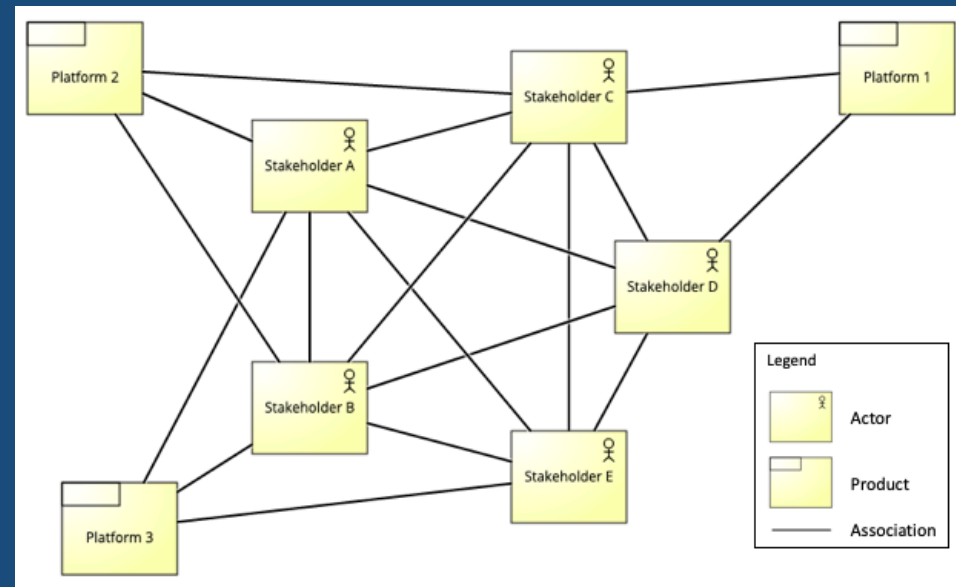 Platform 2
Stakeholder C
Platform 1
Stakeholder A
Stakeholder D
Stakeholder B
Stakeholder E
Platform 3
Legend
Actor
Product
Association